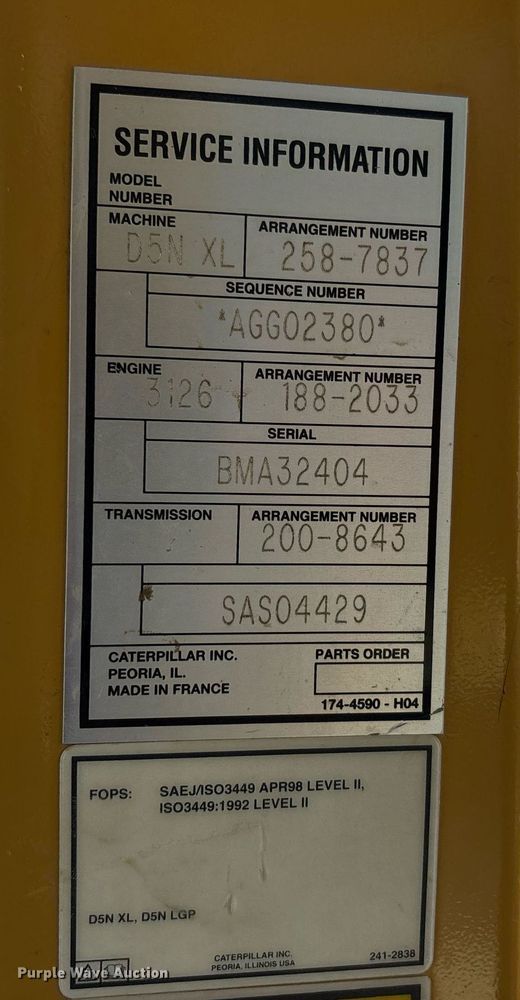 SERVICE INFORMATION
MODEL
NUMBER
MACHINE
D5N XL
ARRANGEMENT NUMBER
258-7837
SEQUENCE NUMBER
*AGG02380*
ENGINE
3126
ARRANGEMENT NUMBER
188-2033
SERIAL
BMA32404
TRANSMISSION
ARRANGEMENT NUMBER
200-8643
SAS04429
CATERPILLAR INC.
PEORIA, IL.
MADE IN FRANCE
PARTS ORDER
174-4590 - H04
FOPS: SAEJ/ISO3449 APR98 LEVEL II,
ISO3449:1992 LEVEL II
D5N XL, D5N LGP
CATERPILLAR INC.
PEORIA, ILLINOIS USA
241-2838
Purple Wave Auction